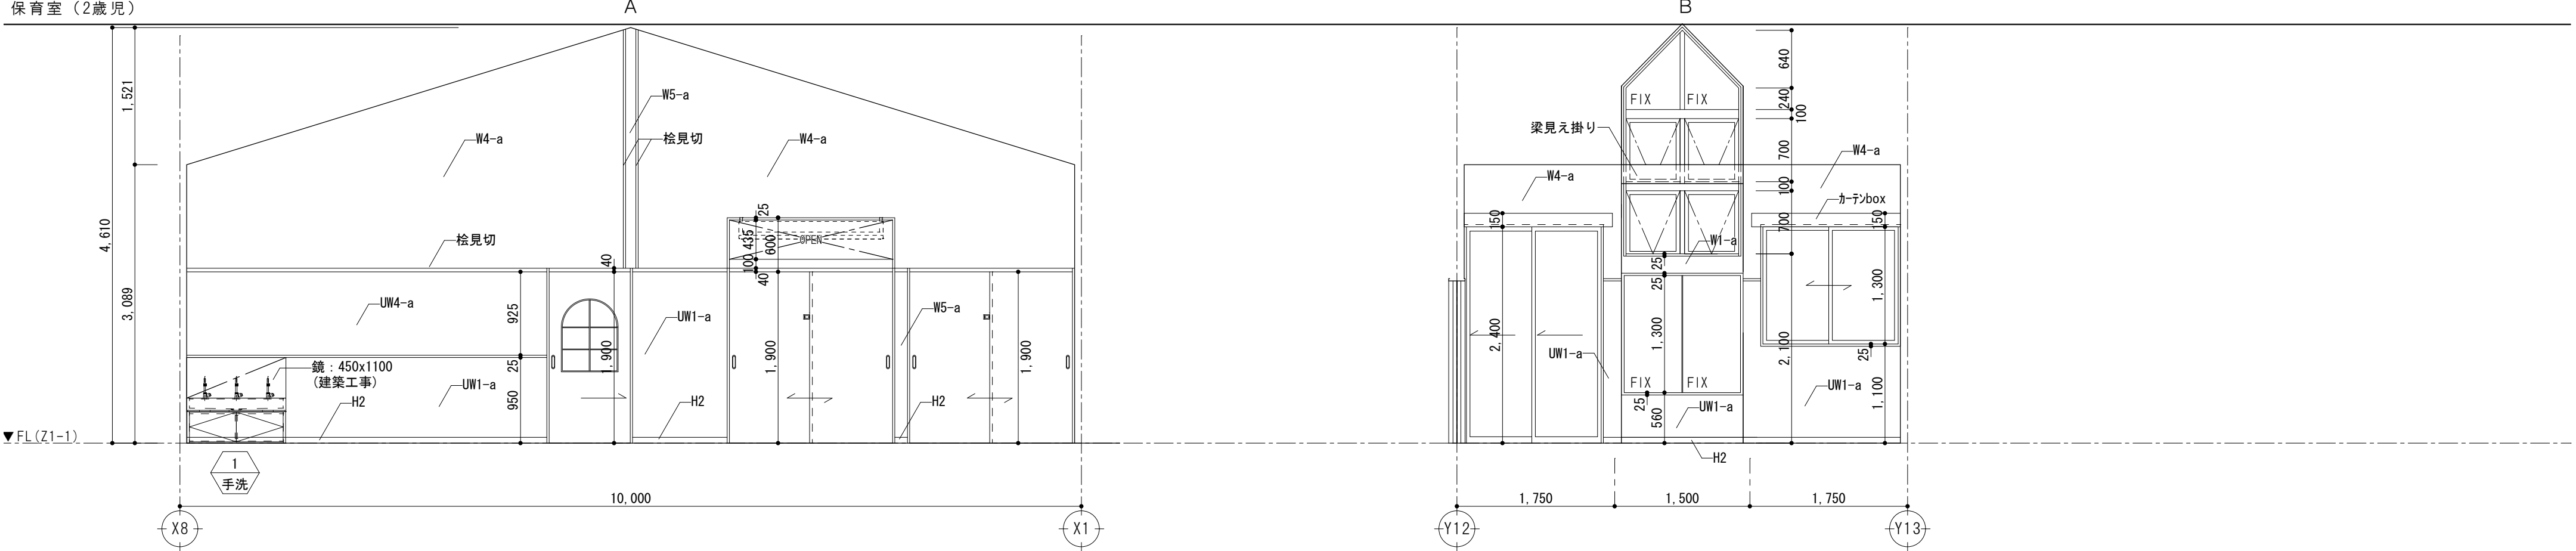 保育室（2歳児）
A
B
1,521
3,089
4,610
W4-a
W5-a
桧見切
W4-a
桧見切
UW4-a
UW1-a
W5-a
25
435
600
OPEN
100
40
40
925
25
950
1,900
1,900
1,900
鏡：450x1100
(建築工事)
UW1-a
H2
H2
H2
▼FL(Z1-1)
1
手洗
10,000
X8
X1
FIX
FIX
640
240
100
700
100
700
2,100
梁見え掛り
W4-a
W4-a
カーテンbox
150
150
W1-a
25
25
1,300
1,300
2,400
UW1-a
FIX
FIX
25
560
UW1-a
25
1,100
UW1-a
H2
1,750
1,500
1,750
Y12
Y13